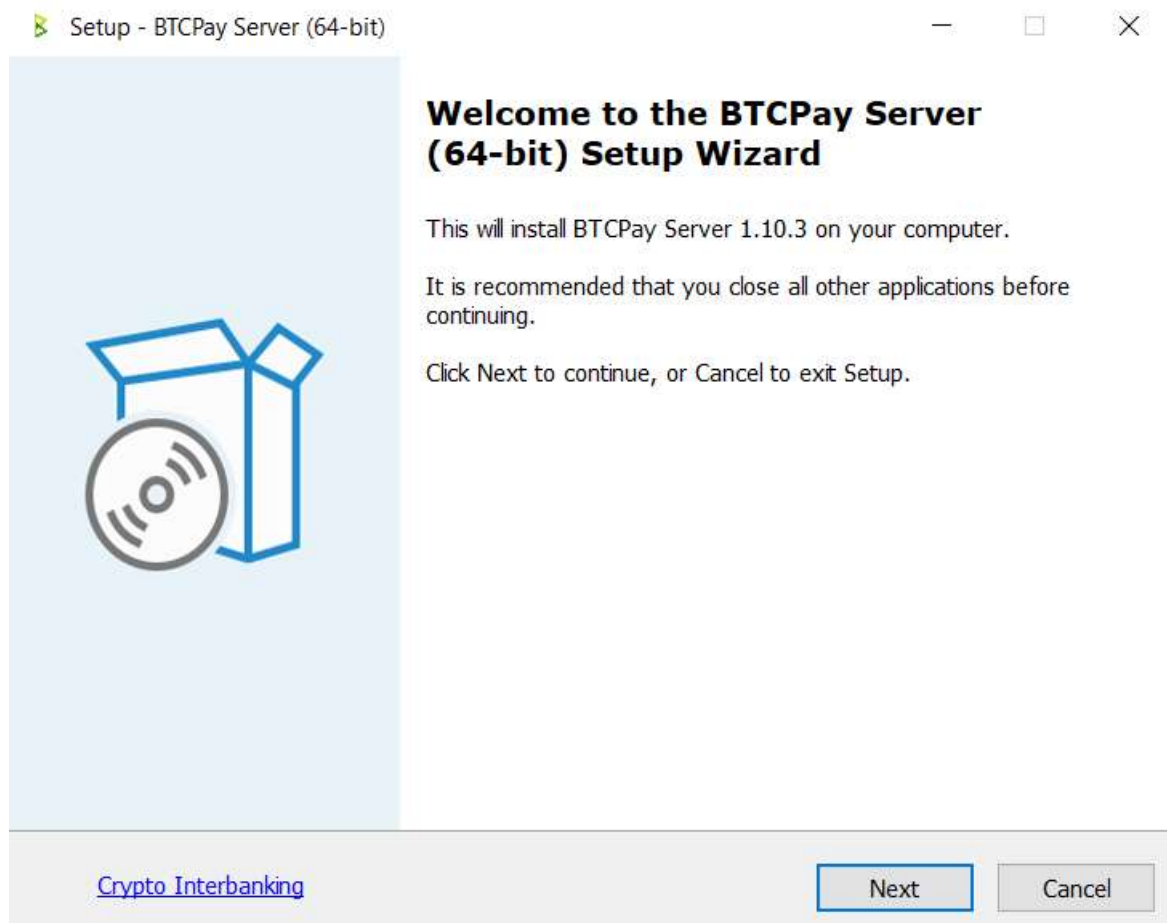 Setup - BTCPay Server (64-bit)
Welcome to the BTCPay Server
(64-bit) Setup Wizard
This will install BTCPay Server 1.10.3 on your computer.
It is recommended that you close all other applications before
continuing.
Click Next to continue, or Cancel to exit Setup.
Crypto Interbanking
Next
Cancel